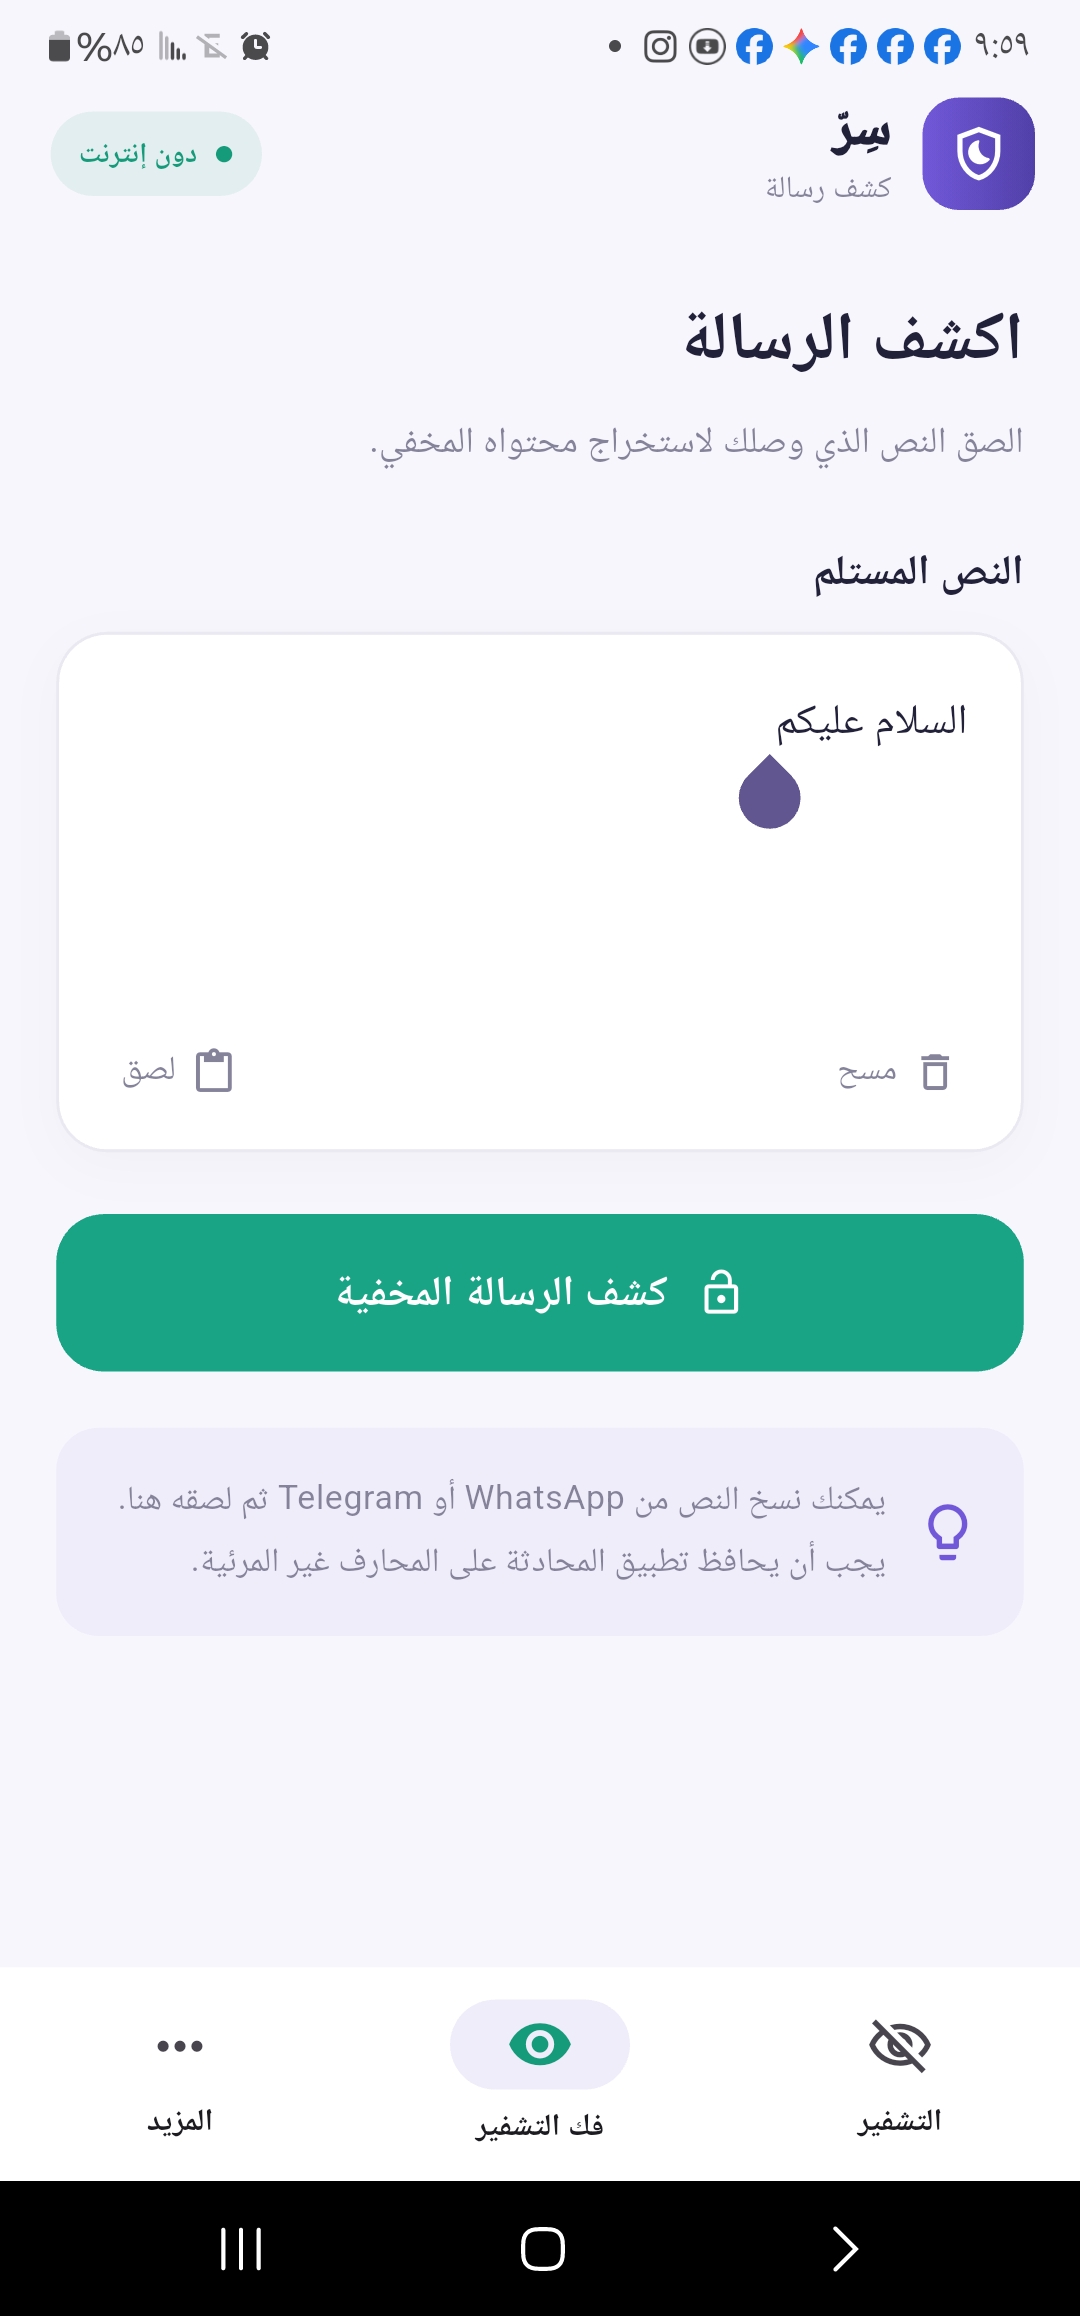 ٩:٥٩
%٨٥
سِرّ
كشف رسالة
دون إنترنت
اكشف الرسالة
الصق النص الذي وصلك لاستخراج محتواه المخفي.
النص المستلم
السلام عليكم
مسح
لصق
كشف الرسالة المخفية
يمكنك نسخ النص من WhatsApp أو Telegram ثم لصقه هنا.
يجب أن يحافظ تطبيق المحادثة على المحارف غير المرئية.
التشفير
فك التشفير
المزيد